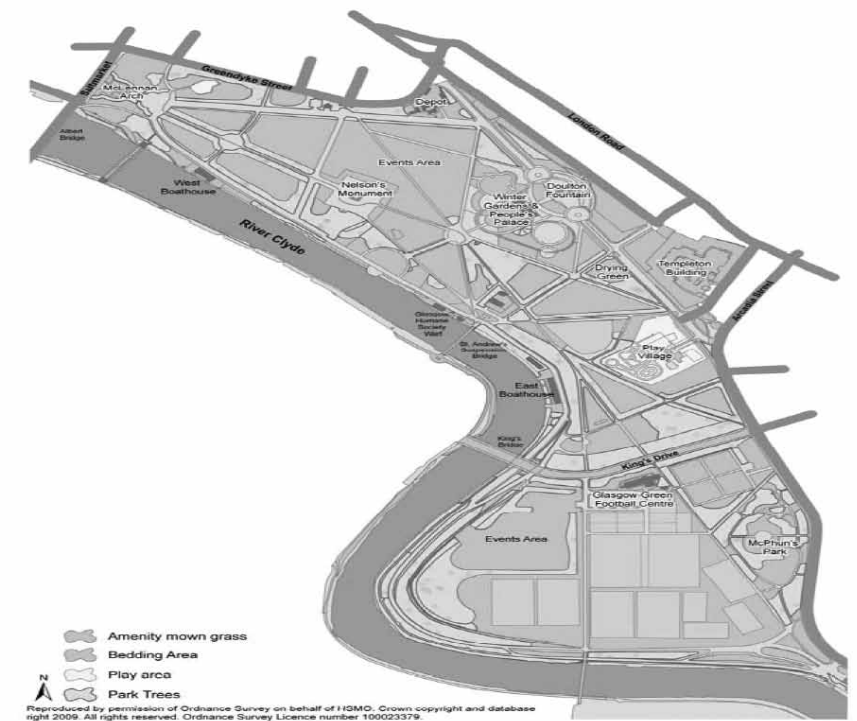 Saltmarket
McLennan
Arch
Greendyke Street
Depot
London Road
Albert
Bridge
Events Area
West
Boathouse
Nelson's
Monument
Winter
Gardens &
People's
Palace
Doulton
Fountain
River Clyde
Drying
Green
Templeton
Building
Arcadia Street
Glasgow
Humane
Society
Wharf
St. Andrew's
Suspension
Bridge
Play
Village
East
Boathouse
King's
Bridge
King's Drive
Glasgow Green
Football Centre
Events Area
McPhun's
Park
Amenity mown grass
Bedding Area
Play area
Park Trees
N
Reproduced by permission of Ordnance Survey on behalf of HSMO. Crown copyright and database
right 2009. All rights reserved. Ordnance Survey Licence number 100023379.